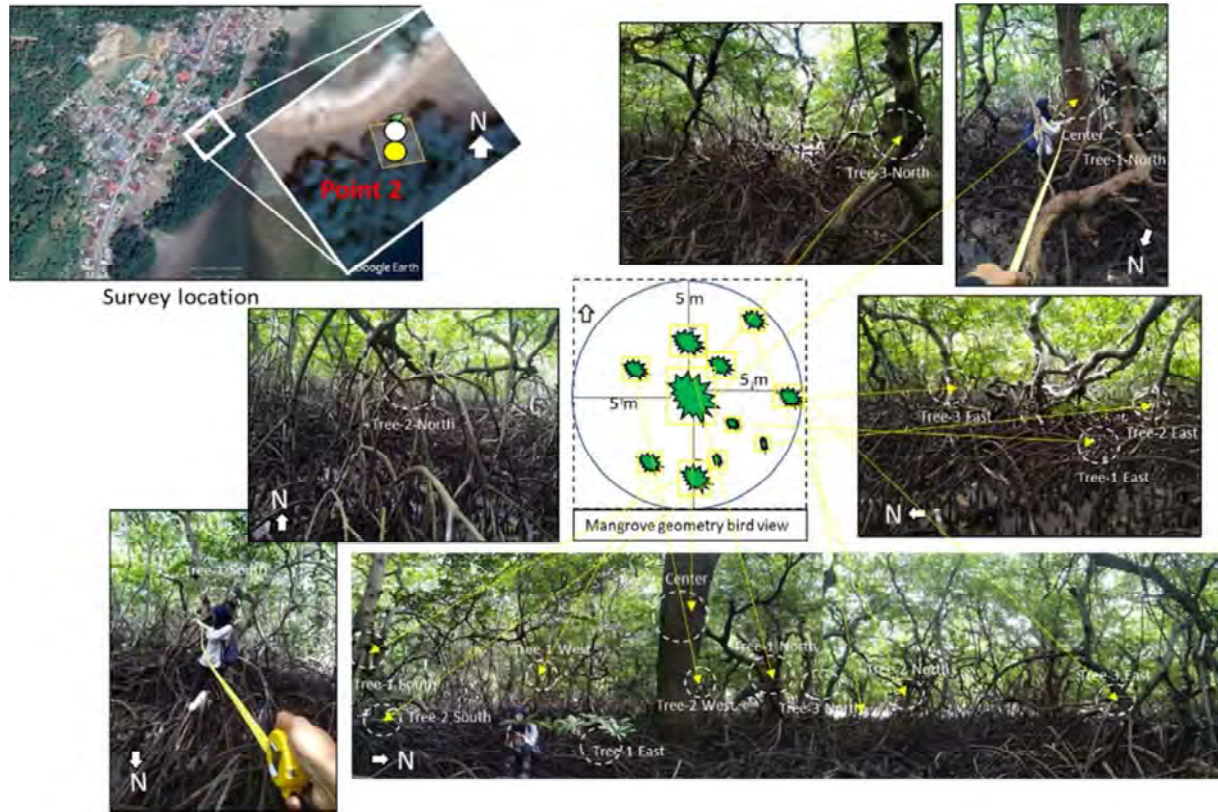 N
Point 2
Google Earth
Survey location
Tree-3-North
Center
Tree-1-North
N
Tree-2-North
N
5 m
5 m
5 m
Mangrove geometry bird view
Tree-3 East
Tree-2 East
Tree-1 East
N
N
Center
Tree-1 West
Tree-1 North
Tree-2 North
Tree-3 East
Tree-1 South
Tree-2 West
Tree-3 North
Tree-2 South
Tree-1 East
N